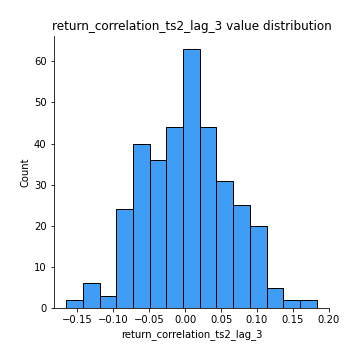 return_correlation_ts2_lag_3 value distribution
60
50
40
30
20
10
0
Count
−0.15 −0.10 −0.05 0.00 0.05 0.10 0.15 0.20
return_correlation_ts2_lag_3